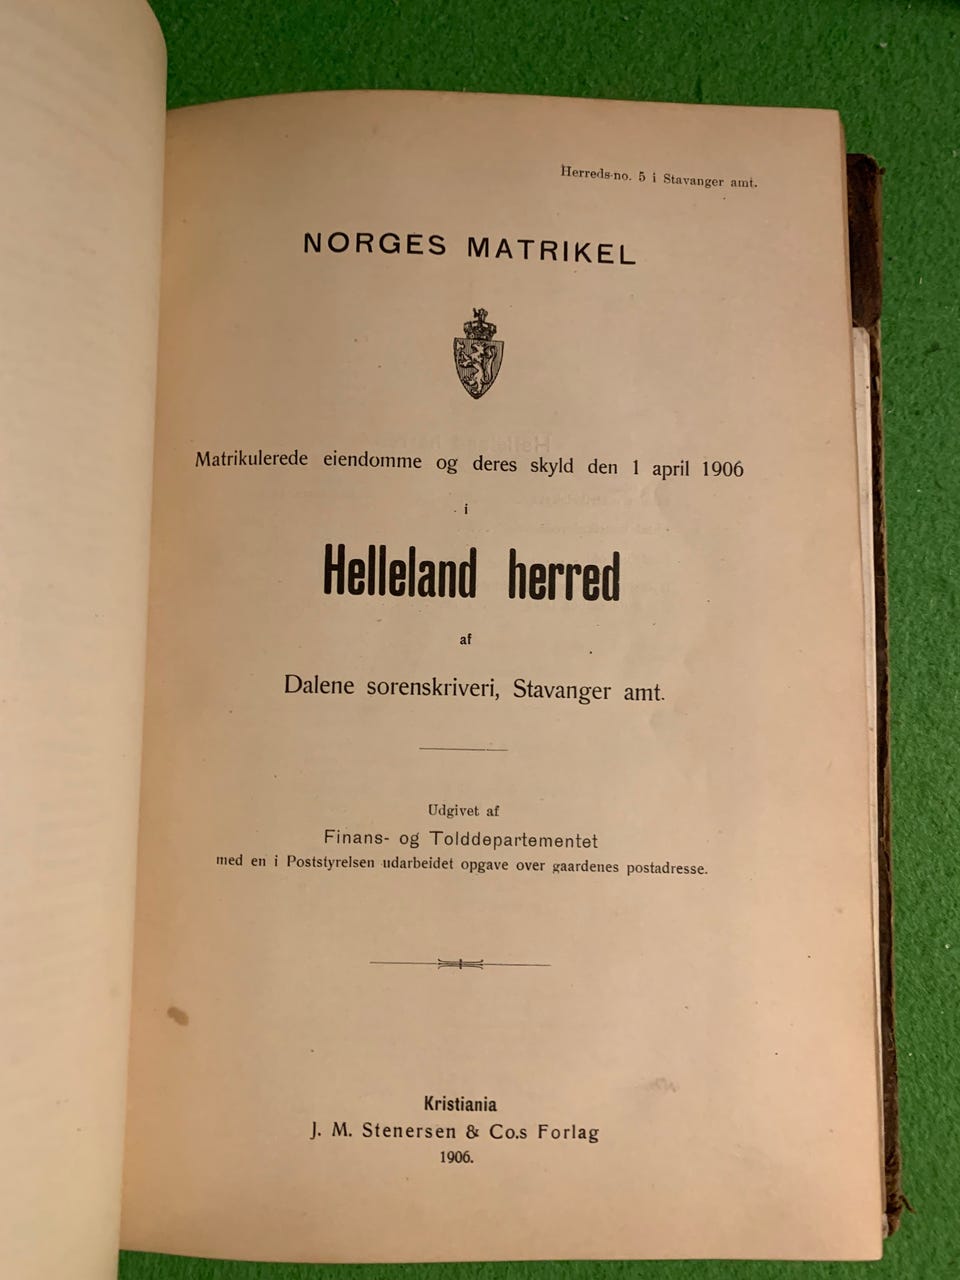 Herreds-no. 5 i Stavanger amt.
NORGES MATRIKEL
Matrikulerede eiendomme og deres skyld den 1 april 1906
i
Helleland herred
af
Dalene sorenskriveri, Stavanger amt.
Udgivet af
Finans- og Tolddepartementet
med en i Poststyrelsen udarbeidet opgave over gaardenes postadresse.
Kristiania
J. M. Stenersen & Co.s Forlag
1906.